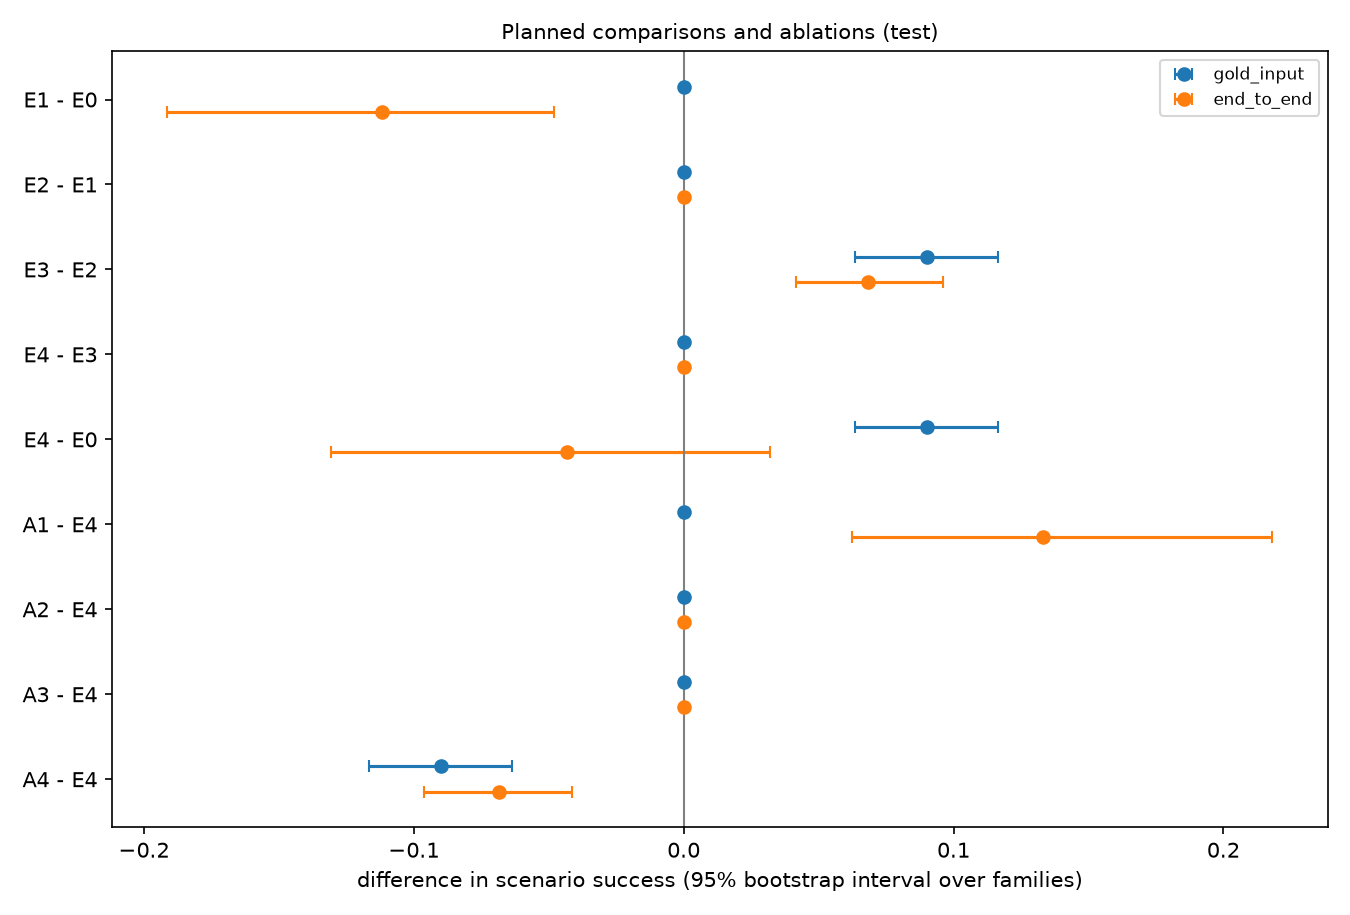 Planned comparisons and ablations (test)
gold_input
end_to_end
E1 - E0
E2 - E1
E3 - E2
E4 - E3
E4 - E0
A1 - E4
A2 - E4
A3 - E4
A4 - E4
−0.2 −0.1 0.0 0.1 0.2
difference in scenario success (95% bootstrap interval over families)